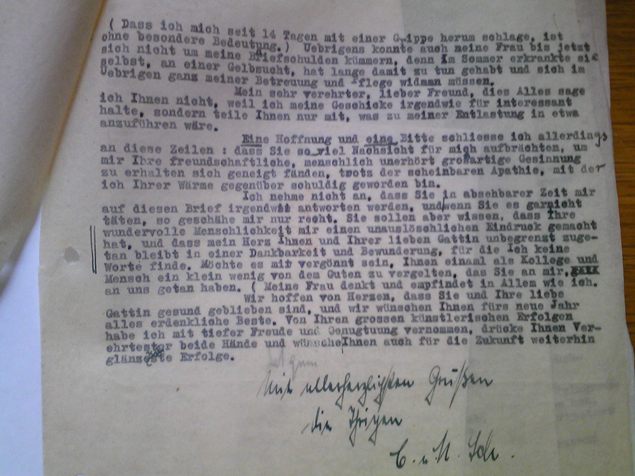 ( Dass ich mich seit 14 Tagen mit einer Grippe herum schlage, ist
ohne besondere Bedeutung.) Uebrigens konnte auch meine Frau bis jetzt
sich nicht um meine Briefschulden kümmern, denn im Sommer erkrankte sie
selbst, an einer Gelbsucht, hat lange damit zu tun gehabt und sich im
Uebrigen ganz meiner Betreuung und Pflege widmen müssen.
Mein sehr verehrter, lieber Freund, dies Alles sage
ich Ihnen nicht, weil ich meine Geschicke irgendwie für interessant
halte, sondern teile Ihnen nur mit, was zu meiner Entlastung in etwa
anzuführen wäre.
Eine Hoffnung und eine Bitte schliesse ich allerdings
an diese Zeilen : dass Sie so viel Nachsicht für mich aufbrächten, um
mir Ihre freundschaftliche, menschlich unerhört großartige Gesinnung
zu erhalten sich geneigt fänden, trotz der scheinbaren Apathie, mit der
ich Ihrer Wärme gegenüber schuldig geworden bin.
Ich nehme nicht an, dass Sie in absehbarer Zeit mir
auf diesen Brief irgendwie antworten werden, und wenn Sie es garnicht
täten, so geschähe mir nur recht. Sie sollen aber wissen, dass Ihre
wundervolle Menschlichkeit mir einen unauslöschlichen Eindruck gemacht
hat, und dass mein Herz Ihnen und Ihrer lieben Gattin unbegrenzt zuge-
tan bleibt in einer Dankbarkeit und Bewunderung, für die ich keine
Worte finde. Möchte es mir vergönnt sein, Ihnen einmal als Kollege und
Mensch ein klein wenig von dem Guten zu vergelten, das Sie an mir
an uns getan haben. ( Meine Frau denkt und empfindet in Allem wie ich.
Wir hoffen von Herzen, dass Sie und Ihre liebe
Gattin gesund geblieben sind, und wir wünschen Ihnen fürs neue Jahr
alles erdenkliche Beste. Von Ihren grossen künstlerischen Erfolgen
habe ich mit tiefer Freude und Genugtuung vernommen, drücke Ihnen Ver-
ehrtester beide Hände und wünsche Ihnen auch für die Zukunft weiterhin
glänzendste Erfolge.
Mit allerherzlichsten Grüßen
die Ihrigen